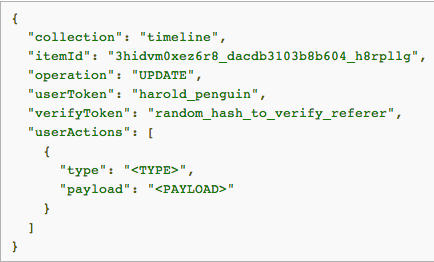 {
  "collection": "timeline",
  "itemId": "3hidvm0xez6r8_dacdb3103b8b604_h8rpllg",
  "operation": "UPDATE",
  "userToken": "harold_penguin",
  "verifyToken": "random_hash_to_verify_referer",
  "userActions": [
    {
      "type": "<TYPE>",
      "payload": "<PAYLOAD>"
    }
  ]
}